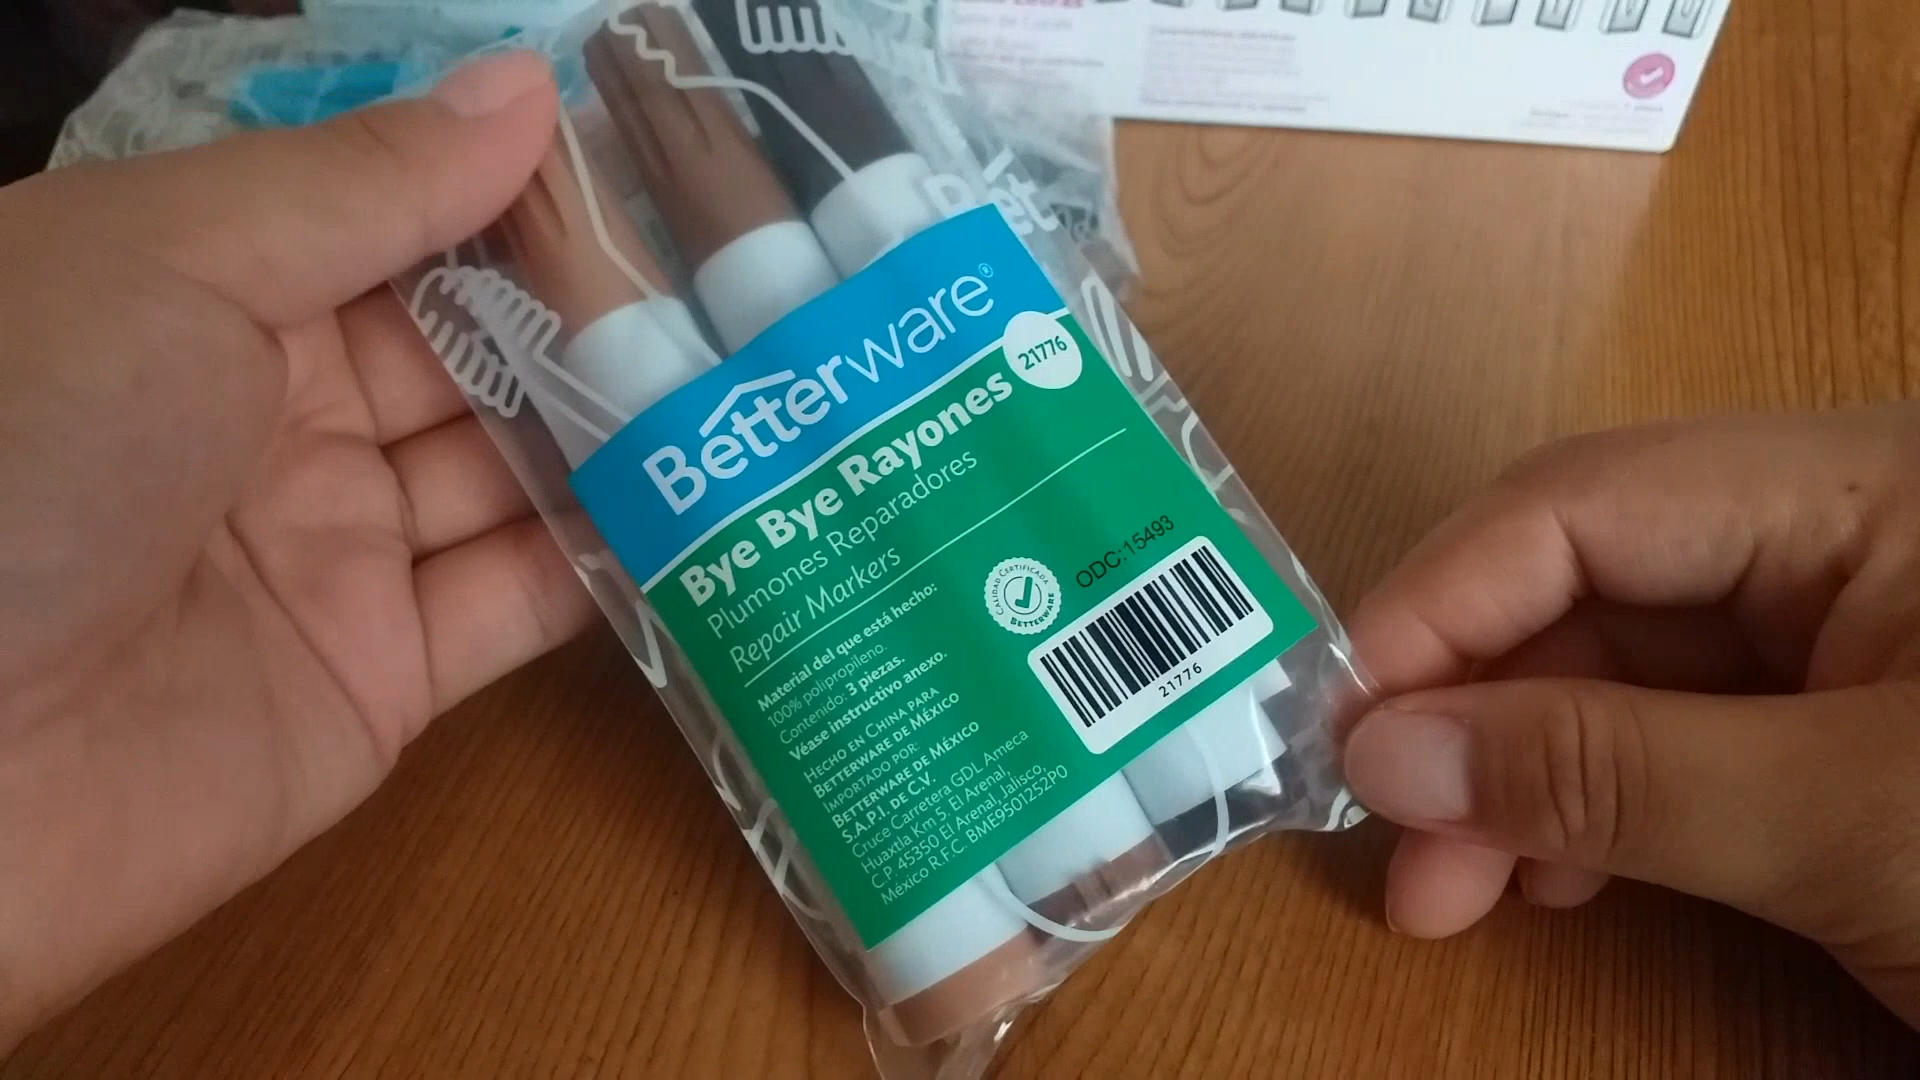 Bet
Betterware®
21776
Bye Bye Rayones
Plumones Reparadores
Repair Markers
Material del que está hecho:
100% polipropileno.
Contenido: 3 piezas.
Véase instructivo anexo.
HECHO EN CHINA PARA
BETTERWARE DE MÉXICO
IMPORTADO POR:
BETTERWARE DE MÉXICO
S.A.P.I. DE C.V.
Cruce Carretera GDL Ameca
Huaxtla Km 5. El Arenal,
C.P. 45350 El Arenal, Jalisco,
México R.F.C. BME9501252P0
CALIDAD CERTIFICADA
BETTERWARE
ODC:15493
21776